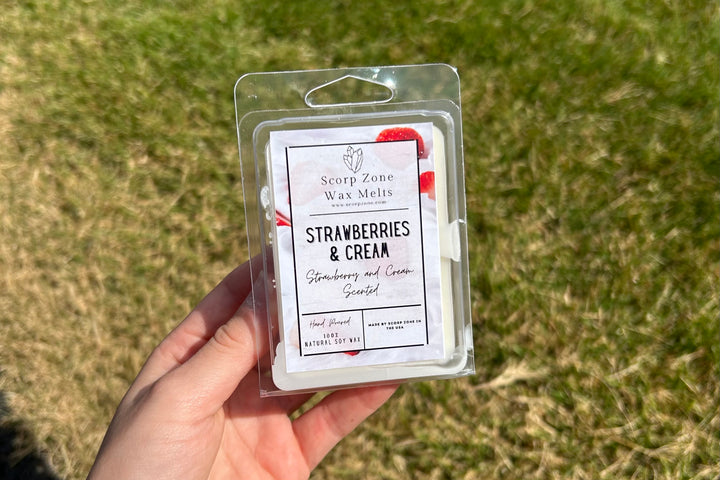 Scorp Zone
Wax Melts
www.scorpzone.com
STRAWBERRIES
& CREAM
Strawberry and Cream
Scented
Hand Poured
100%
NATURAL SOY WAX
MADE BY SCORP ZONE IN
THE USA